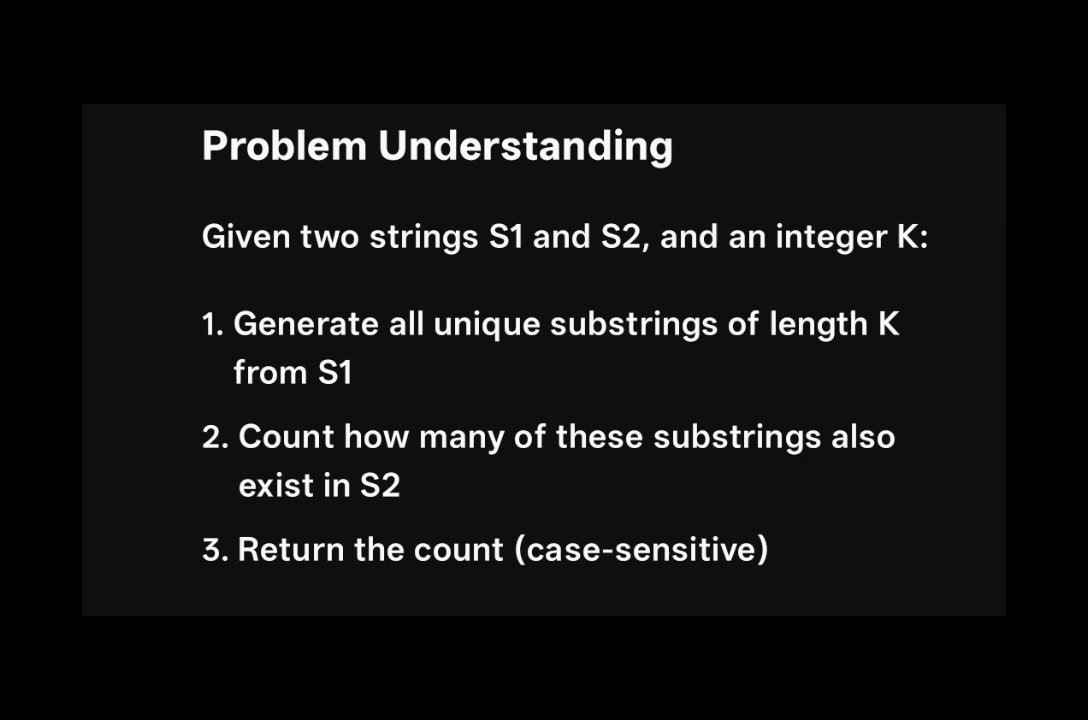 Problem Understanding
Given two strings S1 and S2, and an integer K:
1. Generate all unique substrings of length K
from S1
2. Count how many of these substrings also
exist in S2
3. Return the count (case-sensitive)